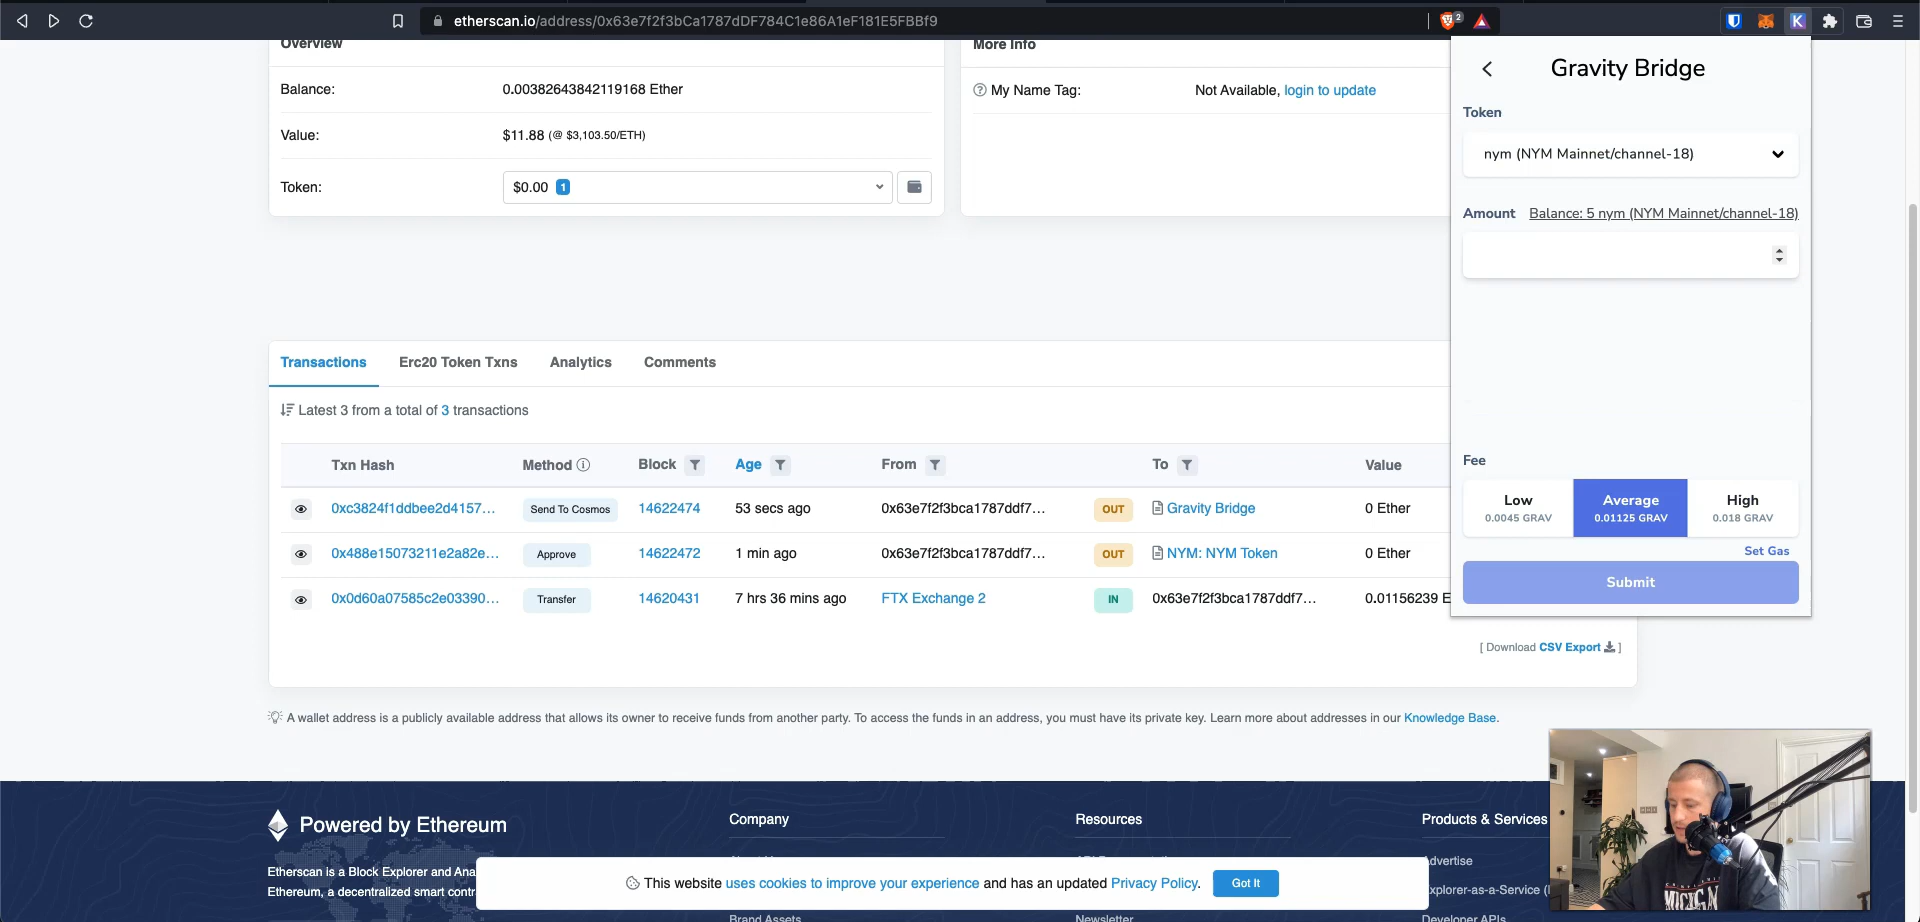 etherscan.io/address/0x63e7f2f3bCa1787dDF784C1e86A1eF181E5FBBf9
2
K
Overview
Balance: 0.00382643842119168 Ether
Value: $11.88 (@ $3,103.50/ETH)
Token: $0.00 1
More Info
My Name Tag: Not Available, login to update
Gravity Bridge
Token
nym (NYM Mainnet/channel-18)
Amount Balance: 5 nym (NYM Mainnet/channel-18)
Fee
Low Average High
0.0045 GRAV 0.01125 GRAV 0.018 GRAV
Set Gas
Submit
Transactions Erc20 Token Txns Analytics Comments
Latest 3 from a total of 3 transactions
Txn Hash Method Block Age From To Value
0xc3824f1ddbee2d4157... Send To Cosmos 14622474 53 secs ago 0x63e7f2f3bca1787ddf7... OUT Gravity Bridge 0 Ether
0x488e15073211e2a82e... Approve 14622472 1 min ago 0x63e7f2f3bca1787ddf7... OUT NYM: NYM Token 0 Ether
0x0d60a07585c2e03390... Transfer 14620431 7 hrs 36 mins ago FTX Exchange 2 IN 0x63e7f2f3bca1787ddf7... 0.01156239 E
[ Download CSV Export ]
A wallet address is a publicly available address that allows its owner to receive funds from another party. To access the funds in an address, you must have its private key. Learn more about addresses in our Knowledge Base.
Powered by Ethereum
Etherscan is a Block Explorer and Ana
Ethereum, a decentralized smart contr
Company
Brand Assets
Resources
Newsletter
Products & Services
Advertise
Explorer-as-a-Service (
Developer APIs
This website uses cookies to improve your experience and has an updated Privacy Policy. Got It